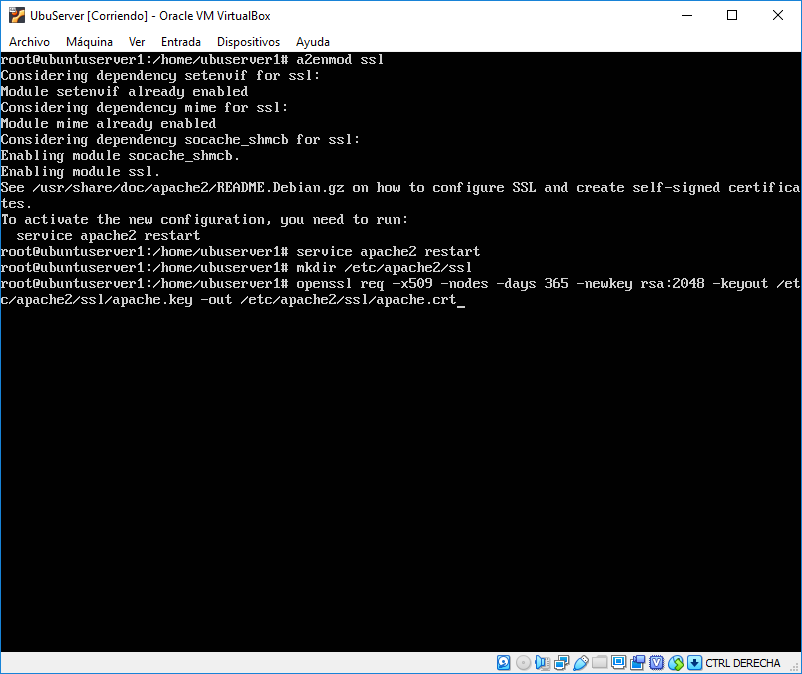 UbuServer [Corriendo] - Oracle VM VirtualBox
Archivo Máquina Ver Entrada Dispositivos Ayuda
root@ubuntuserver1:/home/ubuserver1# a2enmod ssl
Considering dependency setenvif for ssl:
Module setenvif already enabled
Considering dependency mime for ssl:
Module mime already enabled
Considering dependency socache_shmcb for ssl:
Enabling module socache_shmcb.
Enabling module ssl.
See /usr/share/doc/apache2/README.Debian.gz on how to configure SSL and create self-signed certifica
tes.
To activate the new configuration, you need to run:
  service apache2 restart
root@ubuntuserver1:/home/ubuserver1# service apache2 restart
root@ubuntuserver1:/home/ubuserver1# mkdir /etc/apache2/ssl
root@ubuntuserver1:/home/ubuserver1# openssl req -x509 -nodes -days 365 -newkey rsa:2048 -keyout /et
c/apache2/ssl/apache.key -out /etc/apache2/ssl/apache.crt_
CTRL DERECHA